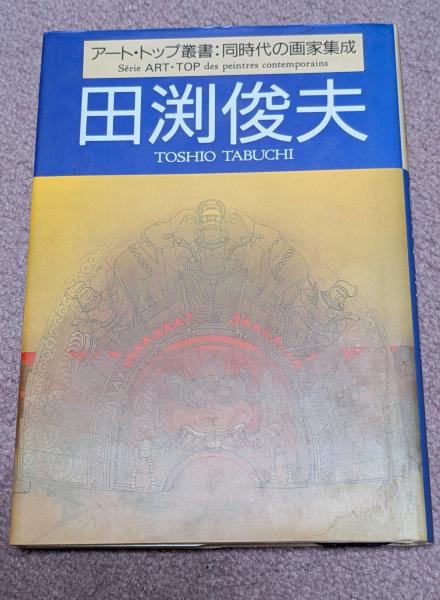 アート・トップ叢書:同時代の画家集成
Série ART・TOP des peintres contemporains
田渕俊夫
TOSHIO TABUCHI